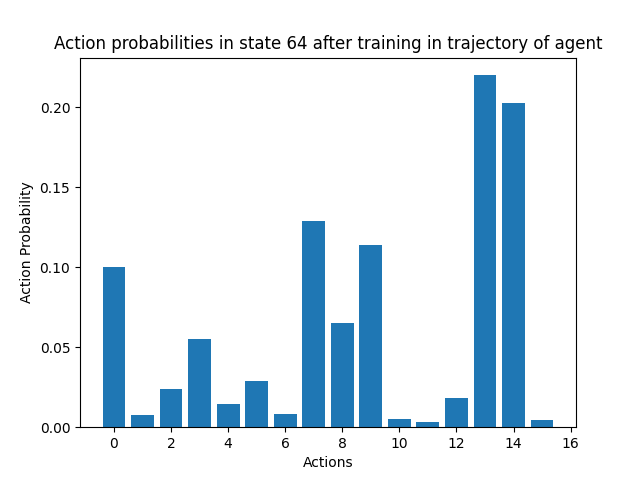 Action probabilities in state 64 after training in trajectory of agent
Action Probability
0.20
0.15
0.10
0.05
0.00
0 2 4 6 8 10 12 14 16
Actions